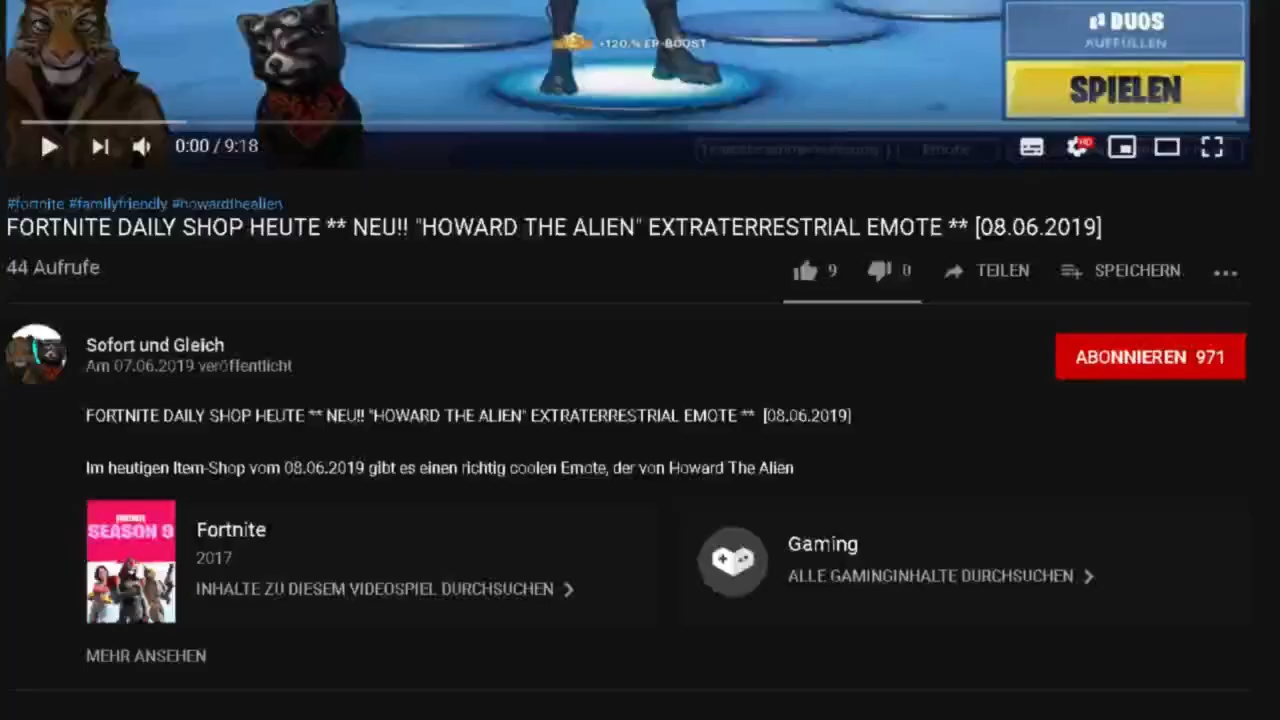 DUOS
AUFFÜLLEN
+120.% EP-BOOST
SPIELEN
0:00 / 9:18
HD
#fortnite #familyfriendly #howardthealien
FORTNITE DAILY SHOP HEUTE ** NEU!! "HOWARD THE ALIEN" EXTRATERRESTRIAL EMOTE ** [08.06.2019]
44 Aufrufe
9
0
TEILEN
SPEICHERN
Sofort und Gleich
Am 07.06.2019 veröffentlicht
ABONNIEREN 971
FORTNITE DAILY SHOP HEUTE ** NEU!! "HOWARD THE ALIEN" EXTRATERRESTRIAL EMOTE ** [08.06.2019]
Im heutigen Item-Shop vom 08.06.2019 gibt es einen richtig coolen Emote, der von Howard The Alien
FORTNITE
SEASON 9
Fortnite
2017
INHALTE ZU DIESEM VIDEOSPIEL DURCHSUCHEN
Gaming
ALLE GAMINGINHALTE DURCHSUCHEN
MEHR ANSEHEN